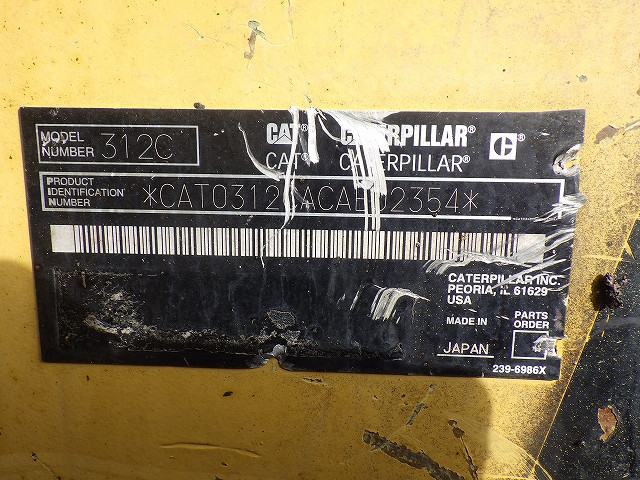 MODEL NUMBER 312C
CAT® CATERPILLAR®
CAT® CATERPILLAR®
PRODUCT
IDENTIFICATION
NUMBER
CATERPILLAR INC.
PEORIA, IL 61629
USA
MADE IN
JAPAN
PARTS
ORDER
239-6986X